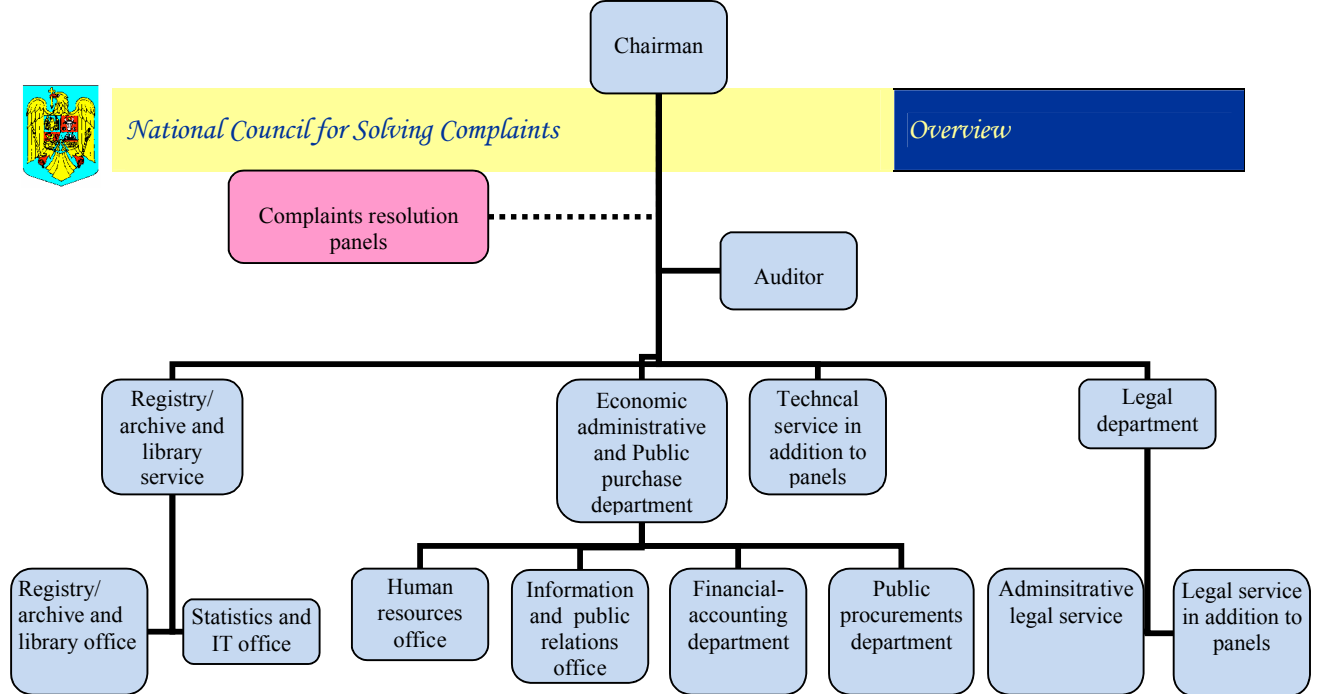 Chairman
National Council for Solving Complaints
Overview
Complaints resolution
panels
Auditor
Registry/
archive and
library
service
Economic
administrative
and Public
purchase
department
Techncal
service in
addition to
panels
Legal
department
Registry/
archive and
library office
Statistics and
IT office
Human
resources
office
Information
and public
relations
office
Financial-
accounting
department
Public
procurements
department
Adminsitrative
legal service
Legal service
in addition to
panels